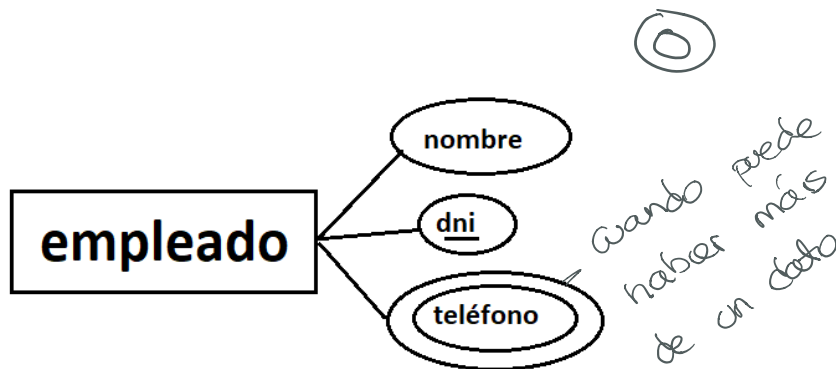 nombre
dni
empleado
teléfono
cuando puede
haber más
de un dato